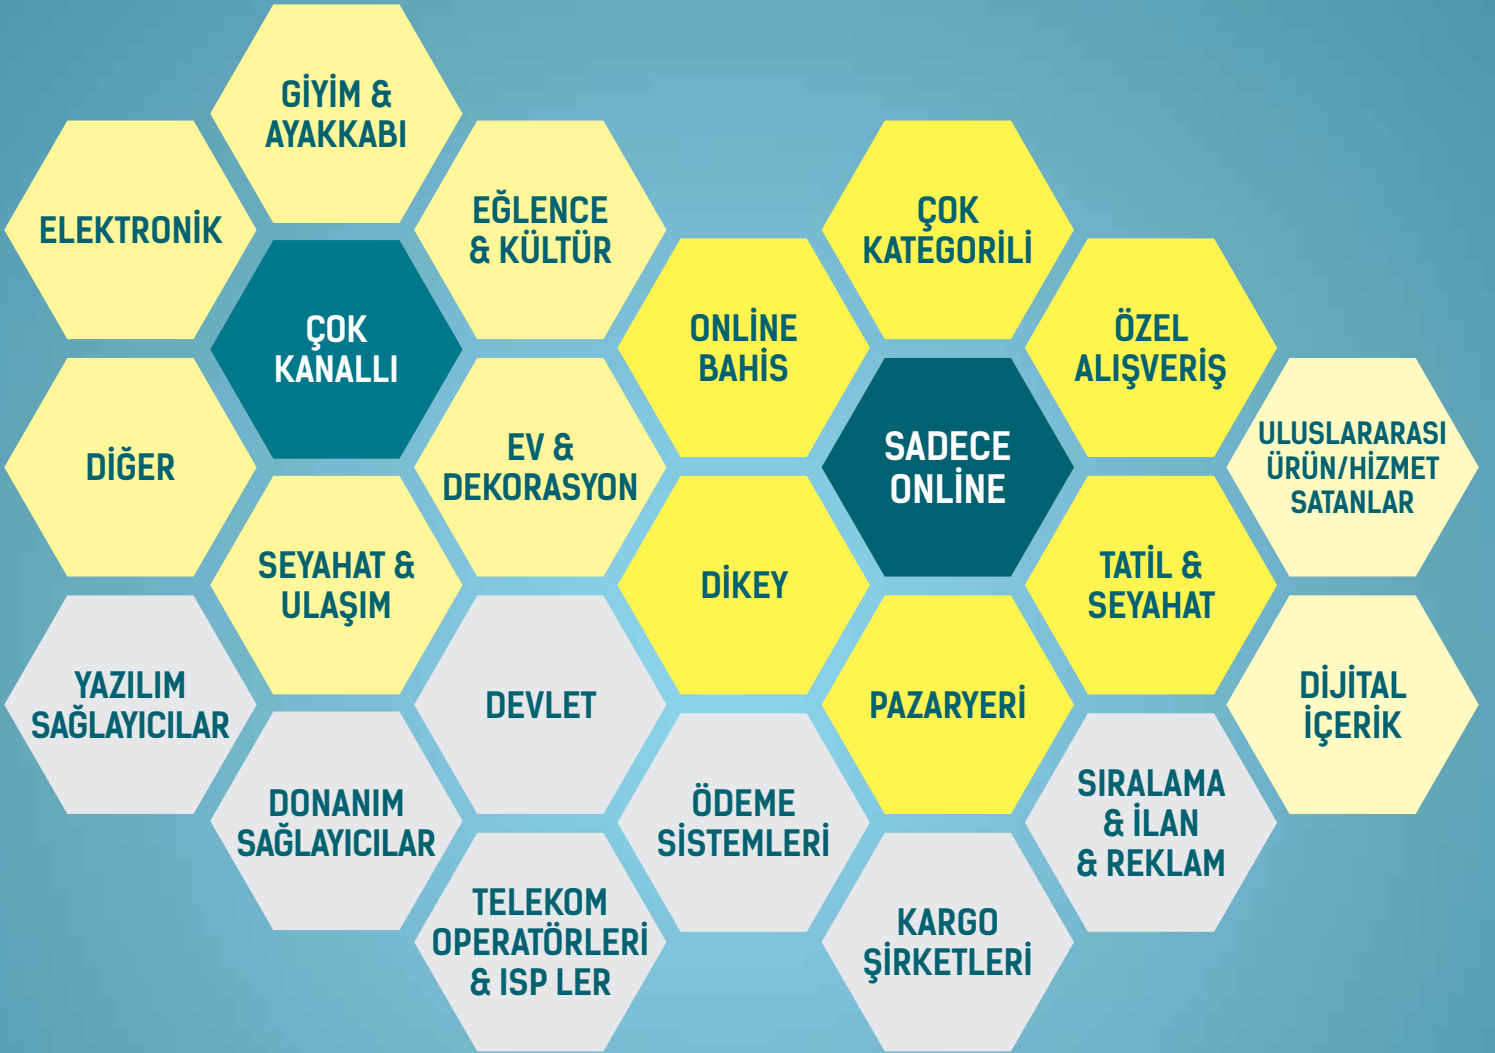 GİYİM &
AYAKKABI
ELEKTRONİK
EĞLENCE
& KÜLTÜR
ÇOK
KATEGORİLİ
ÇOK
KANALLI
ONLİNE
BAHİS
ÖZEL
ALIŞVERİŞ
DİĞER
EV &
DEKORASYON
SADECE
ONLİNE
ULUSLARARASI
ÜRÜN/HİZMET
SATANLAR
SEYAHAT &
ULAŞIM
DİKEY
TATİL &
SEYAHAT
YAZILIM
SAĞLAYICILAR
DEVLET
PAZARYERİ
DİJİTAL
İÇERİK
DONANIM
SAĞLAYICILAR
ÖDEME
SİSTEMLERİ
SIRALAMA
& İLAN
& REKLAM
TELEKOM
OPERATÖRLERİ
& ISP LER
KARGO
ŞİRKETLERİ